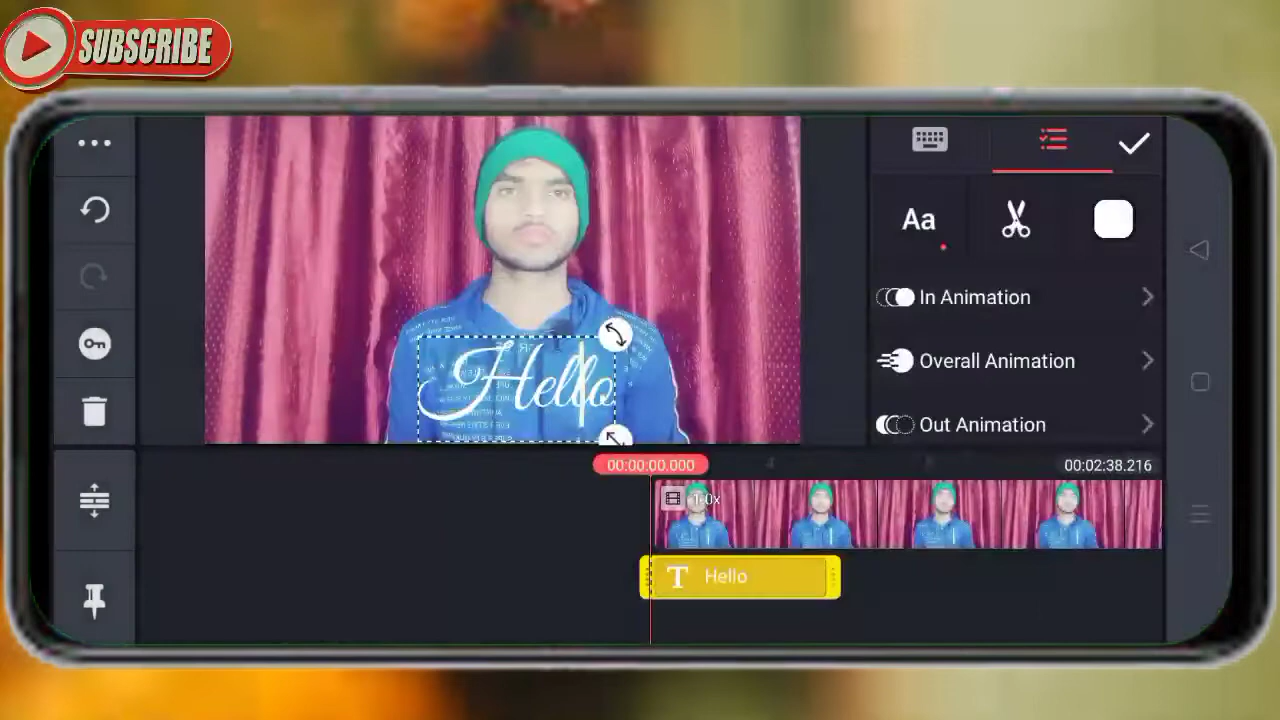 SUBSCRIBE
Aa
In Animation
Overall Animation
Out Animation
Hello
00:00:00.000
00:02:38.216
1.0x
T Hello